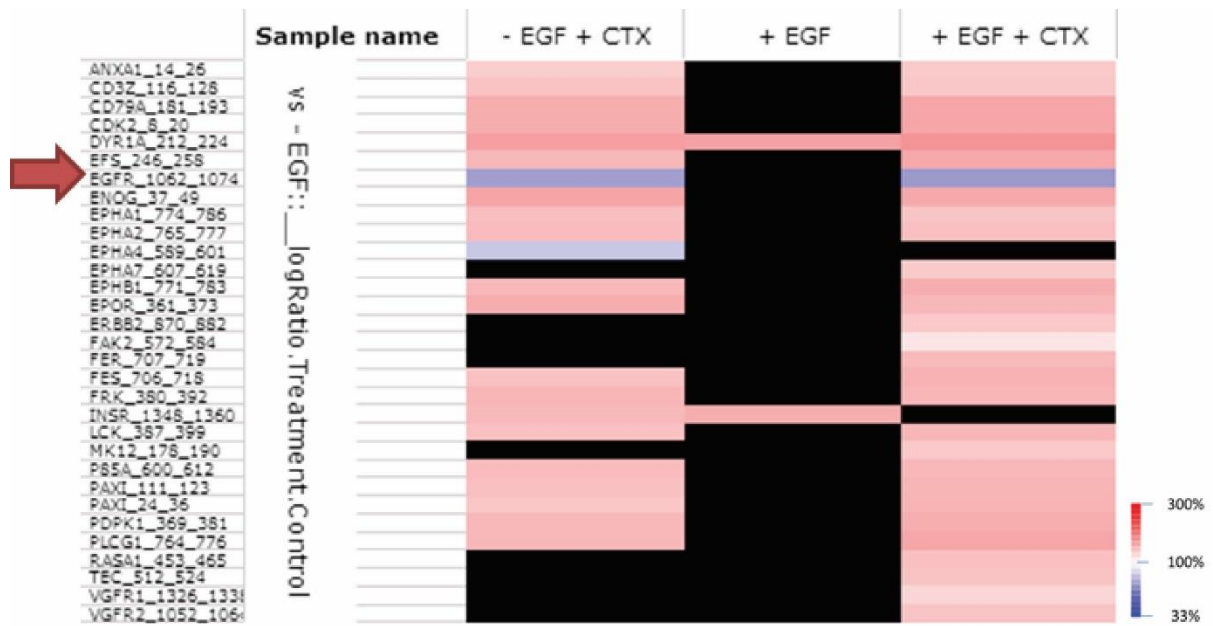 Sample name - EGF + CTX + EGF + EGF + CTX
ANXA1_14_26
CD3Z_116_128
CD79A_181_193
CDK2_8_20
DYR1A_212_224
EFS_246_258
EGFR_1062_1074
ENOG_37_49
EPHA1_774_786
EPHA2_765_777
EPHA4_589_601
EPHA7_607_619
EPHB1_771_783
EPOR_361_373
ERBB2_870_882
FAK2_572_584
FER_707_719
FES_706_718
FRK_380_392
INSR_1348_1360
LCK_387_399
MK12_178_190
P85A_600_612
PAXI_111_123
PAXI_24_36
PDPK1_369_381
PLCG1_764_776
RASA1_453_465
TEC_512_524
VGFR1_1326_1338
VGFR2_1052_106
vs - EGF::__logRatio.Treatment.Control
300%
100%
33%